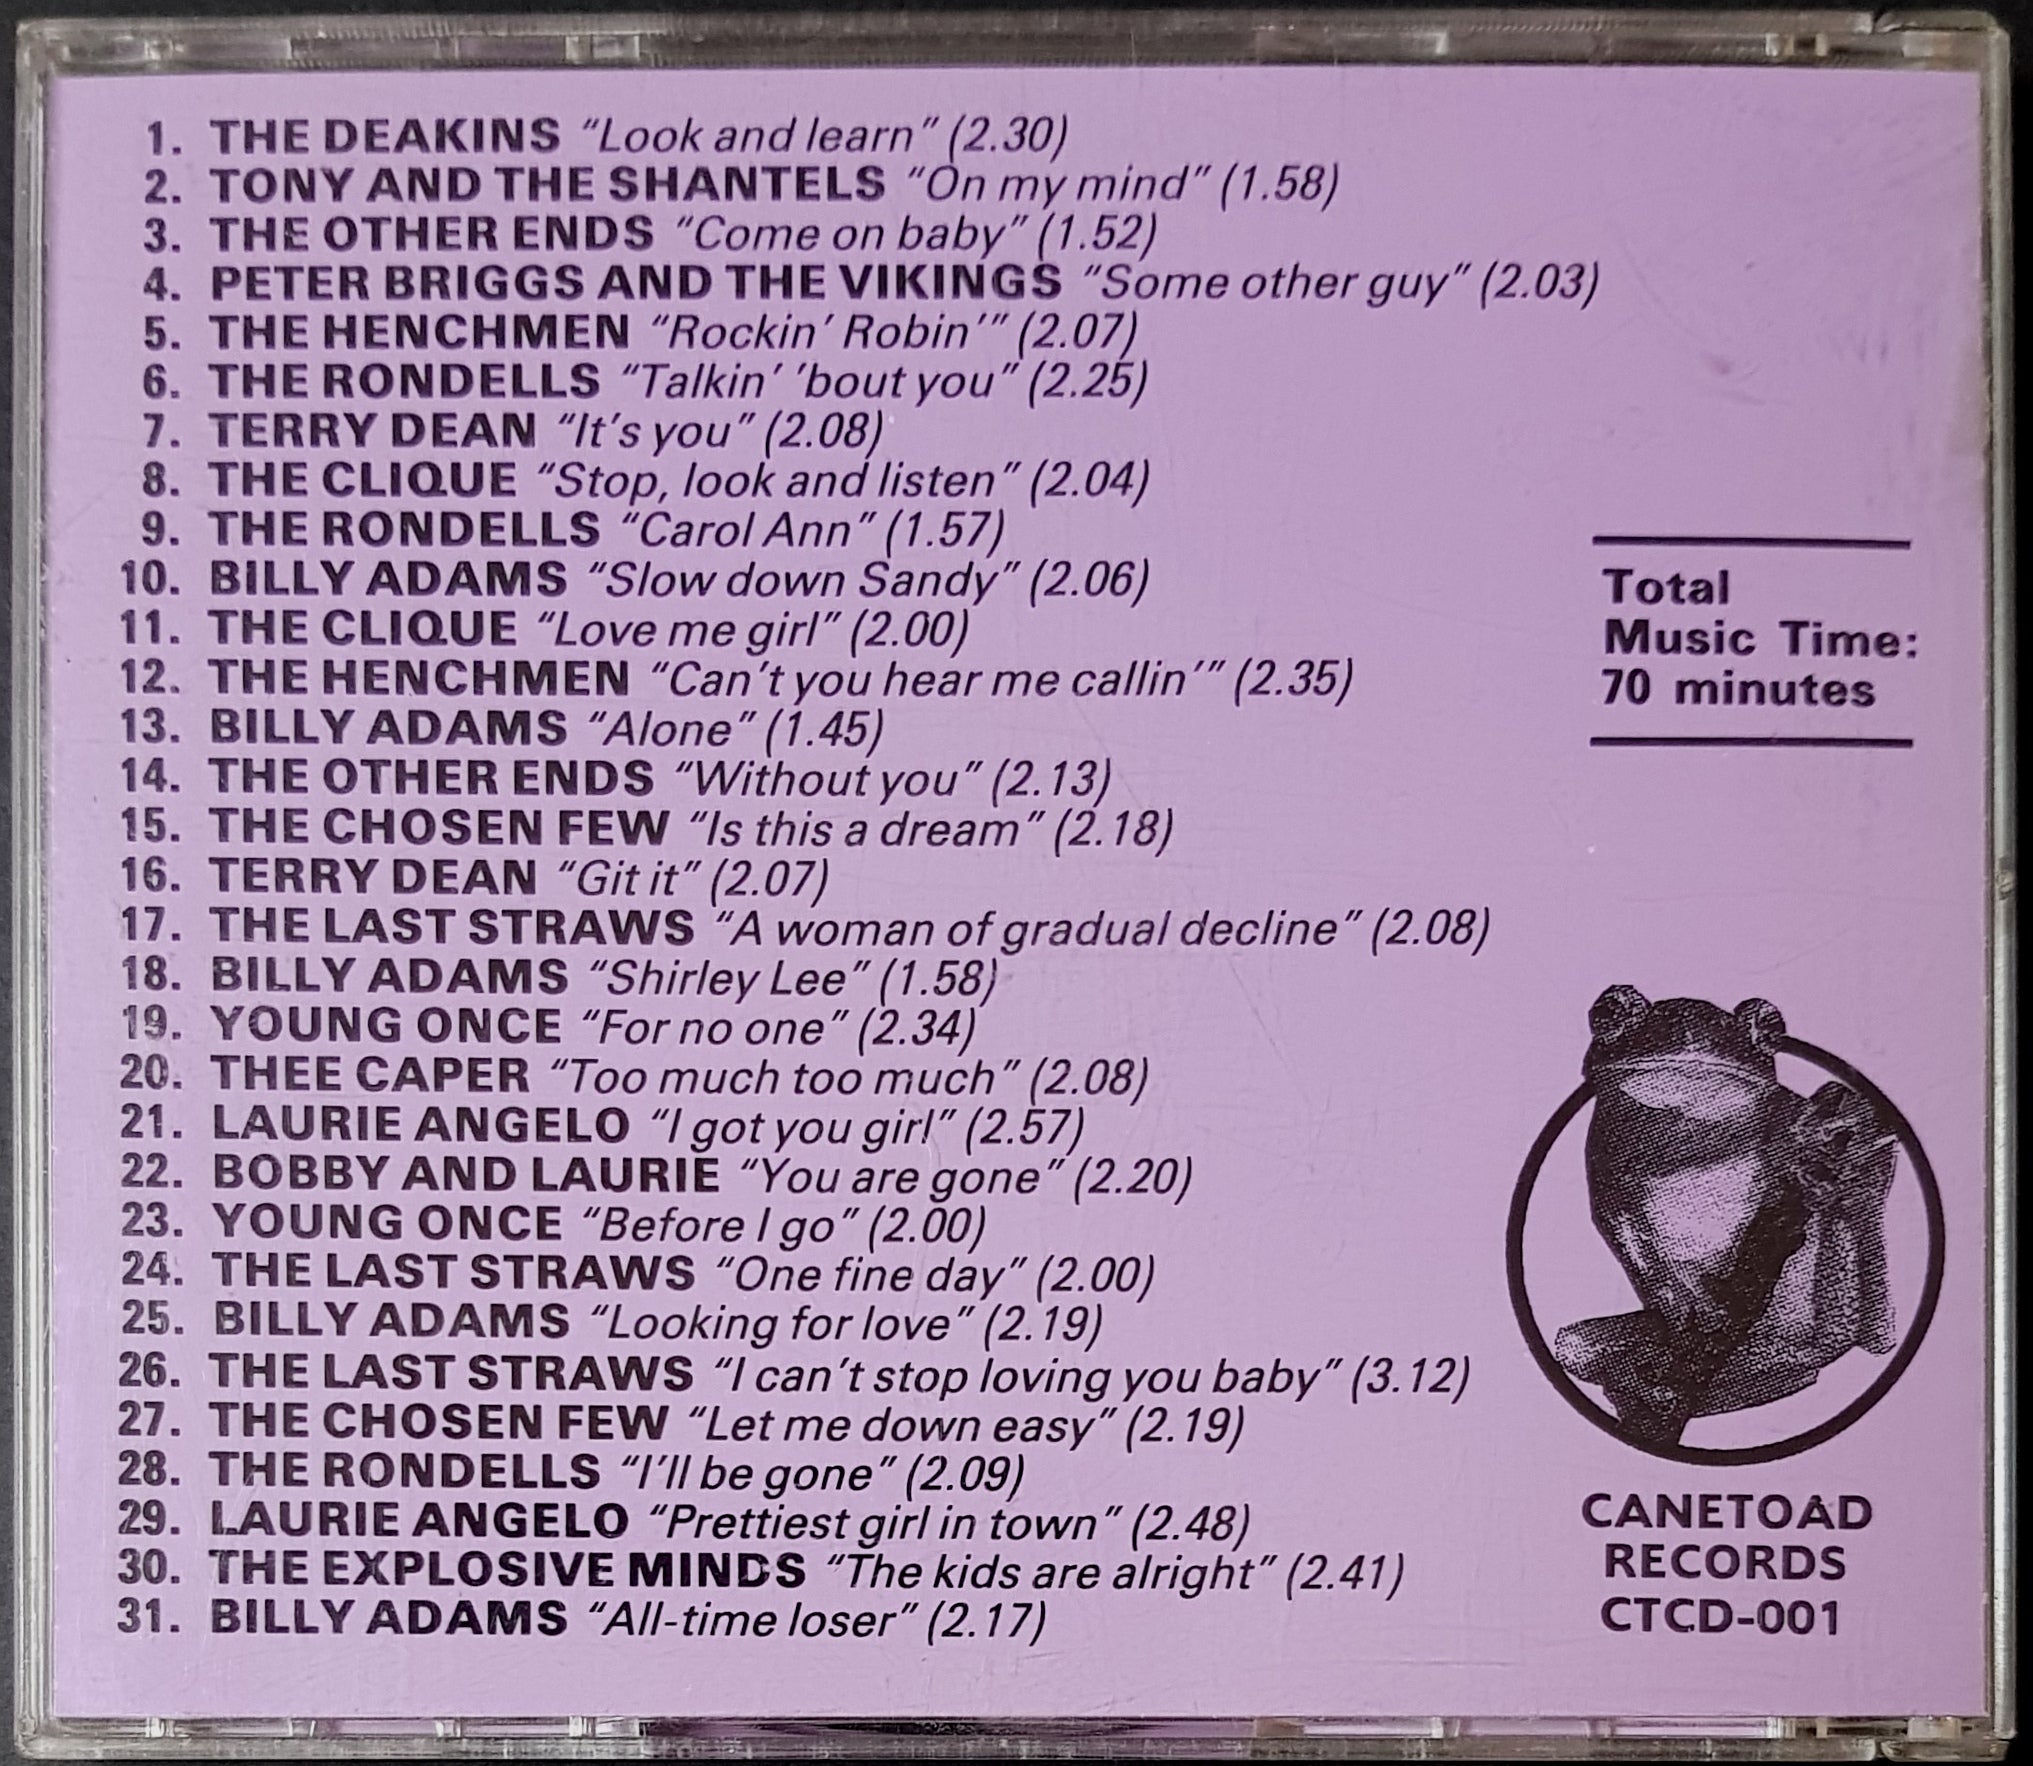 1. THE DEAKINS “Look and learn” (2.30)
2. TONY AND THE SHANTELS “On my mind” (1.58)
3. THE OTHER ENDS “Come on baby” (1.52)
4. PETER BRIGGS AND THE VIKINGS “Some other guy” (2.03)
5. THE HENCHMEN “Rockin’ Robin’” (2.07)
6. THE RONDELLS “Talkin’ ’bout you” (2.25)
7. TERRY DEAN “It’s you” (2.08)
8. THE CLIQUE “Stop, look and listen” (2.04)
9. THE RONDELLS “Carol Ann” (1.57)
10. BILLY ADAMS “Slow down Sandy” (2.06)
11. THE CLIQUE “Love me girl” (2.00)
12. THE HENCHMEN “Can’t you hear me callin’” (2.35)
13. BILLY ADAMS “Alone” (1.45)
14. THE OTHER ENDS “Without you” (2.13)
15. THE CHOSEN FEW “Is this a dream” (2.18)
16. TERRY DEAN “Git it” (2.07)
17. THE LAST STRAWS “A woman of gradual decline” (2.08)
18. BILLY ADAMS “Shirley Lee” (1.58)
19. YOUNG ONCE “For no one” (2.34)
20. THEE CAPER “Too much too much” (2.08)
21. LAURIE ANGELO “I got you girl” (2.57)
22. BOBBY AND LAURIE “You are gone” (2.20)
23. YOUNG ONCE “Before I go” (2.00)
24. THE LAST STRAWS “One fine day” (2.00)
25. BILLY ADAMS “Looking for love” (2.19)
26. THE LAST STRAWS “I can’t stop loving you baby” (3.12)
27. THE CHOSEN FEW “Let me down easy” (2.19)
28. THE RONDELLS “I’ll be gone” (2.09)
29. LAURIE ANGELO “Prettiest girl in town” (2.48)
30. THE EXPLOSIVE MINDS “The kids are alright” (2.41)
31. BILLY ADAMS “All-time loser” (2.17)
Total
Music Time:
70 minutes
CANETOAD
RECORDS
CTCD-001